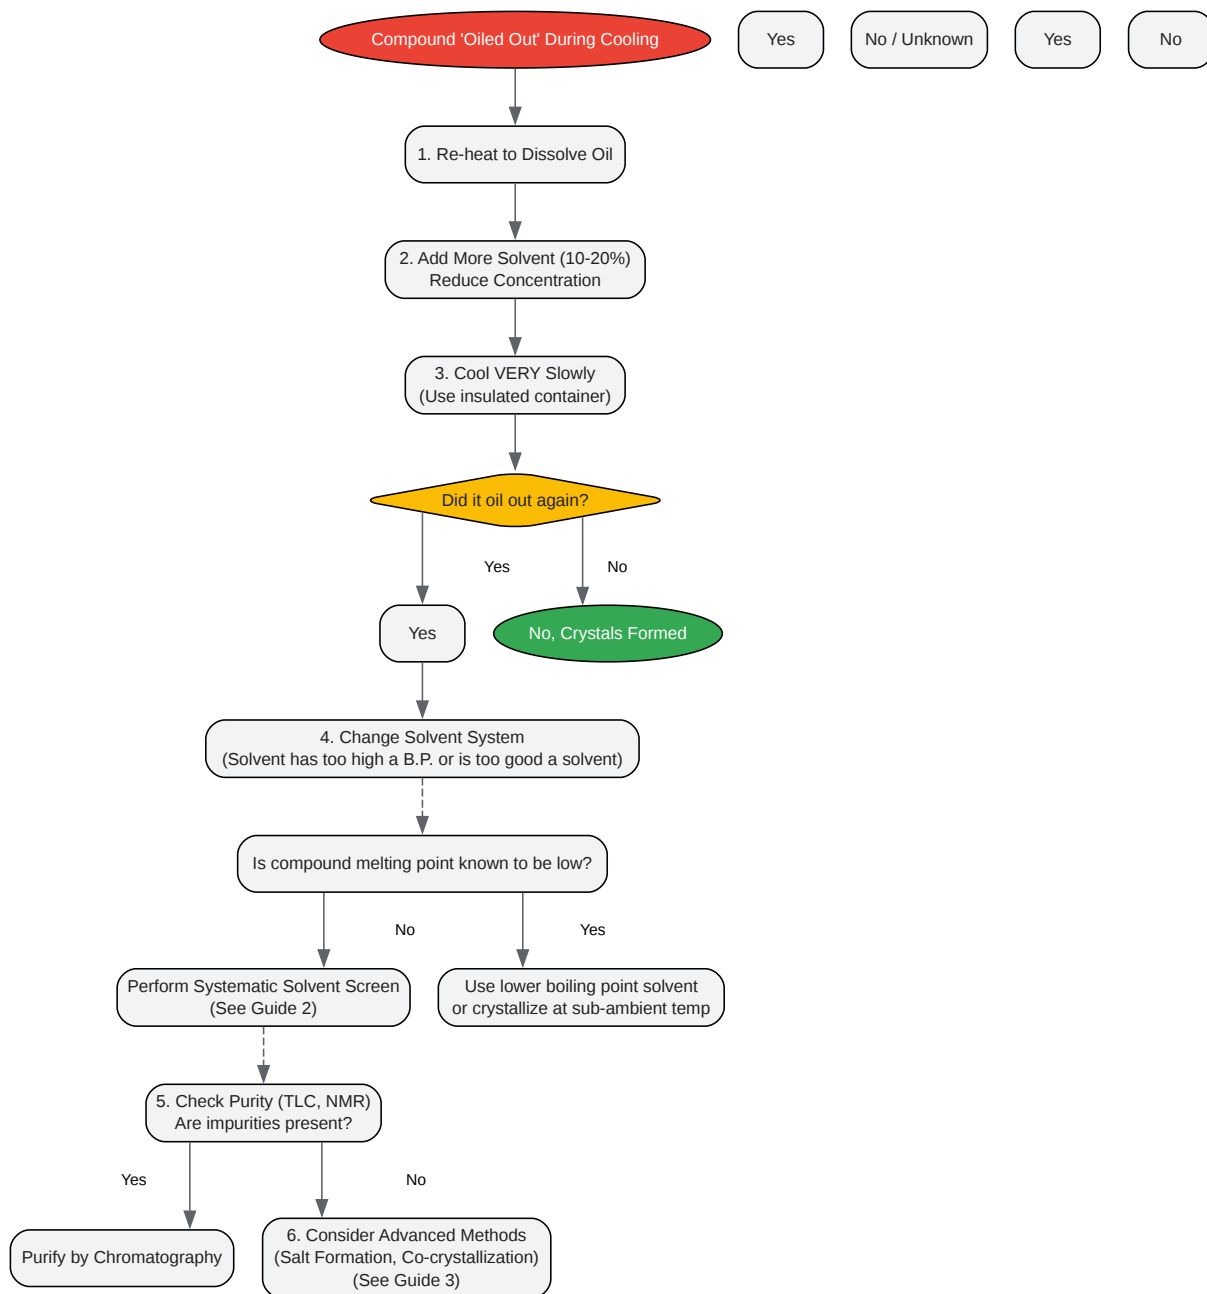 Compound 'Oiled Out' During Cooling
Yes
No / Unknown
Yes
No
1. Re-heat to Dissolve Oil
2. Add More Solvent (10-20%)
Reduce Concentration
3. Cool VERY Slowly
(Use insulated container)
Did it oil out again?
Yes
No
Yes
No, Crystals Formed
4. Change Solvent System
(Solvent has too high a B.P. or is too good a solvent)
Is compound melting point known to be low?
No
Yes
Perform Systematic Solvent Screen
(See Guide 2)
Use lower boiling point solvent
or crystallize at sub-ambient temp
5. Check Purity (TLC, NMR)
Are impurities present?
Yes
No
Purify by Chromatography
6. Consider Advanced Methods
(Salt Formation, Co-crystallization)
(See Guide 3)